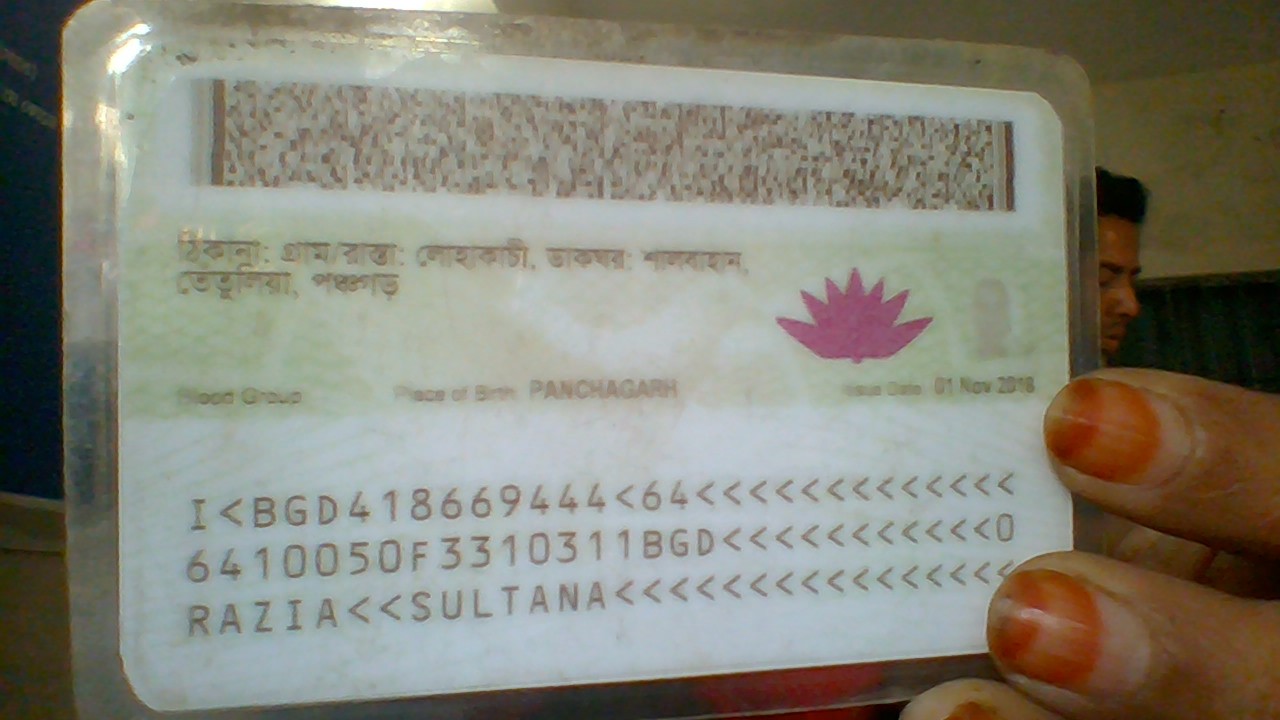 ঠিকানা: গ্রাম/রাস্তা: লোহাকাচী, ডাকঘর: শালবাহান,
তেতুলিয়া, পঞ্চগড়
Blood Group Place of Birth PANCHAGARH Issue Date 01 Nov 2016
I<BGD418669444<64<<<<<<<<<<<<<
6410050F3310311BGD<<<<<<<<<<<0
RAZIA<<SULTANA<<<<<<<<<<<<<<<<